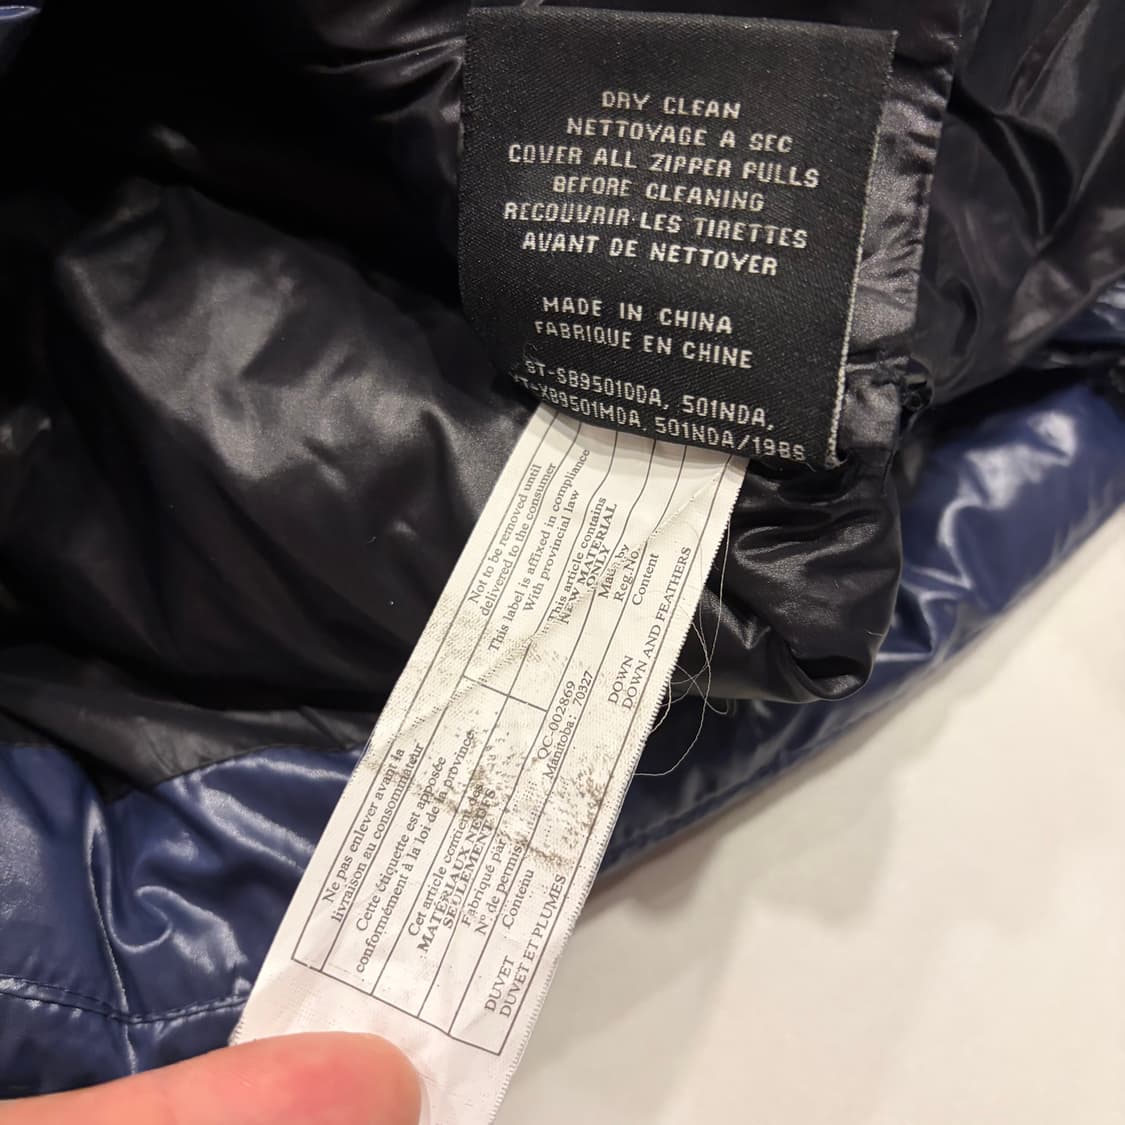 DRY CLEAN
NETTOYAGE A SEC
COVER ALL ZIPPER PULLS
BEFORE CLEANING
RECOUVRIR LES TIRETTES
AVANT DE NETTOYER
MADE IN CHINA
FABRIQUE EN CHINE
ST-SB9501DDA, 501NDA,
T-XB9501MDA, 501NDA/1985
Not to be removed until
delivered to the consumer
This label is affixed in compliance
With provincial law
This article contains
NEW MATERIAL
ONLY
Made by
Reg.No.
Content
QC-002869
Manitoba: 70327
DOWN
DOWN AND FEATHERS
Ne pas enlever avant la
livraison au consommateur
Cette étiquette est apposée
conformément à la loi de la province
Cet article contient des
MATÉRIAUX NEUFS
SEULEMENT
Fabriqué par
N° de permis
Contenu
DUVET
DUVET ET PLUMES